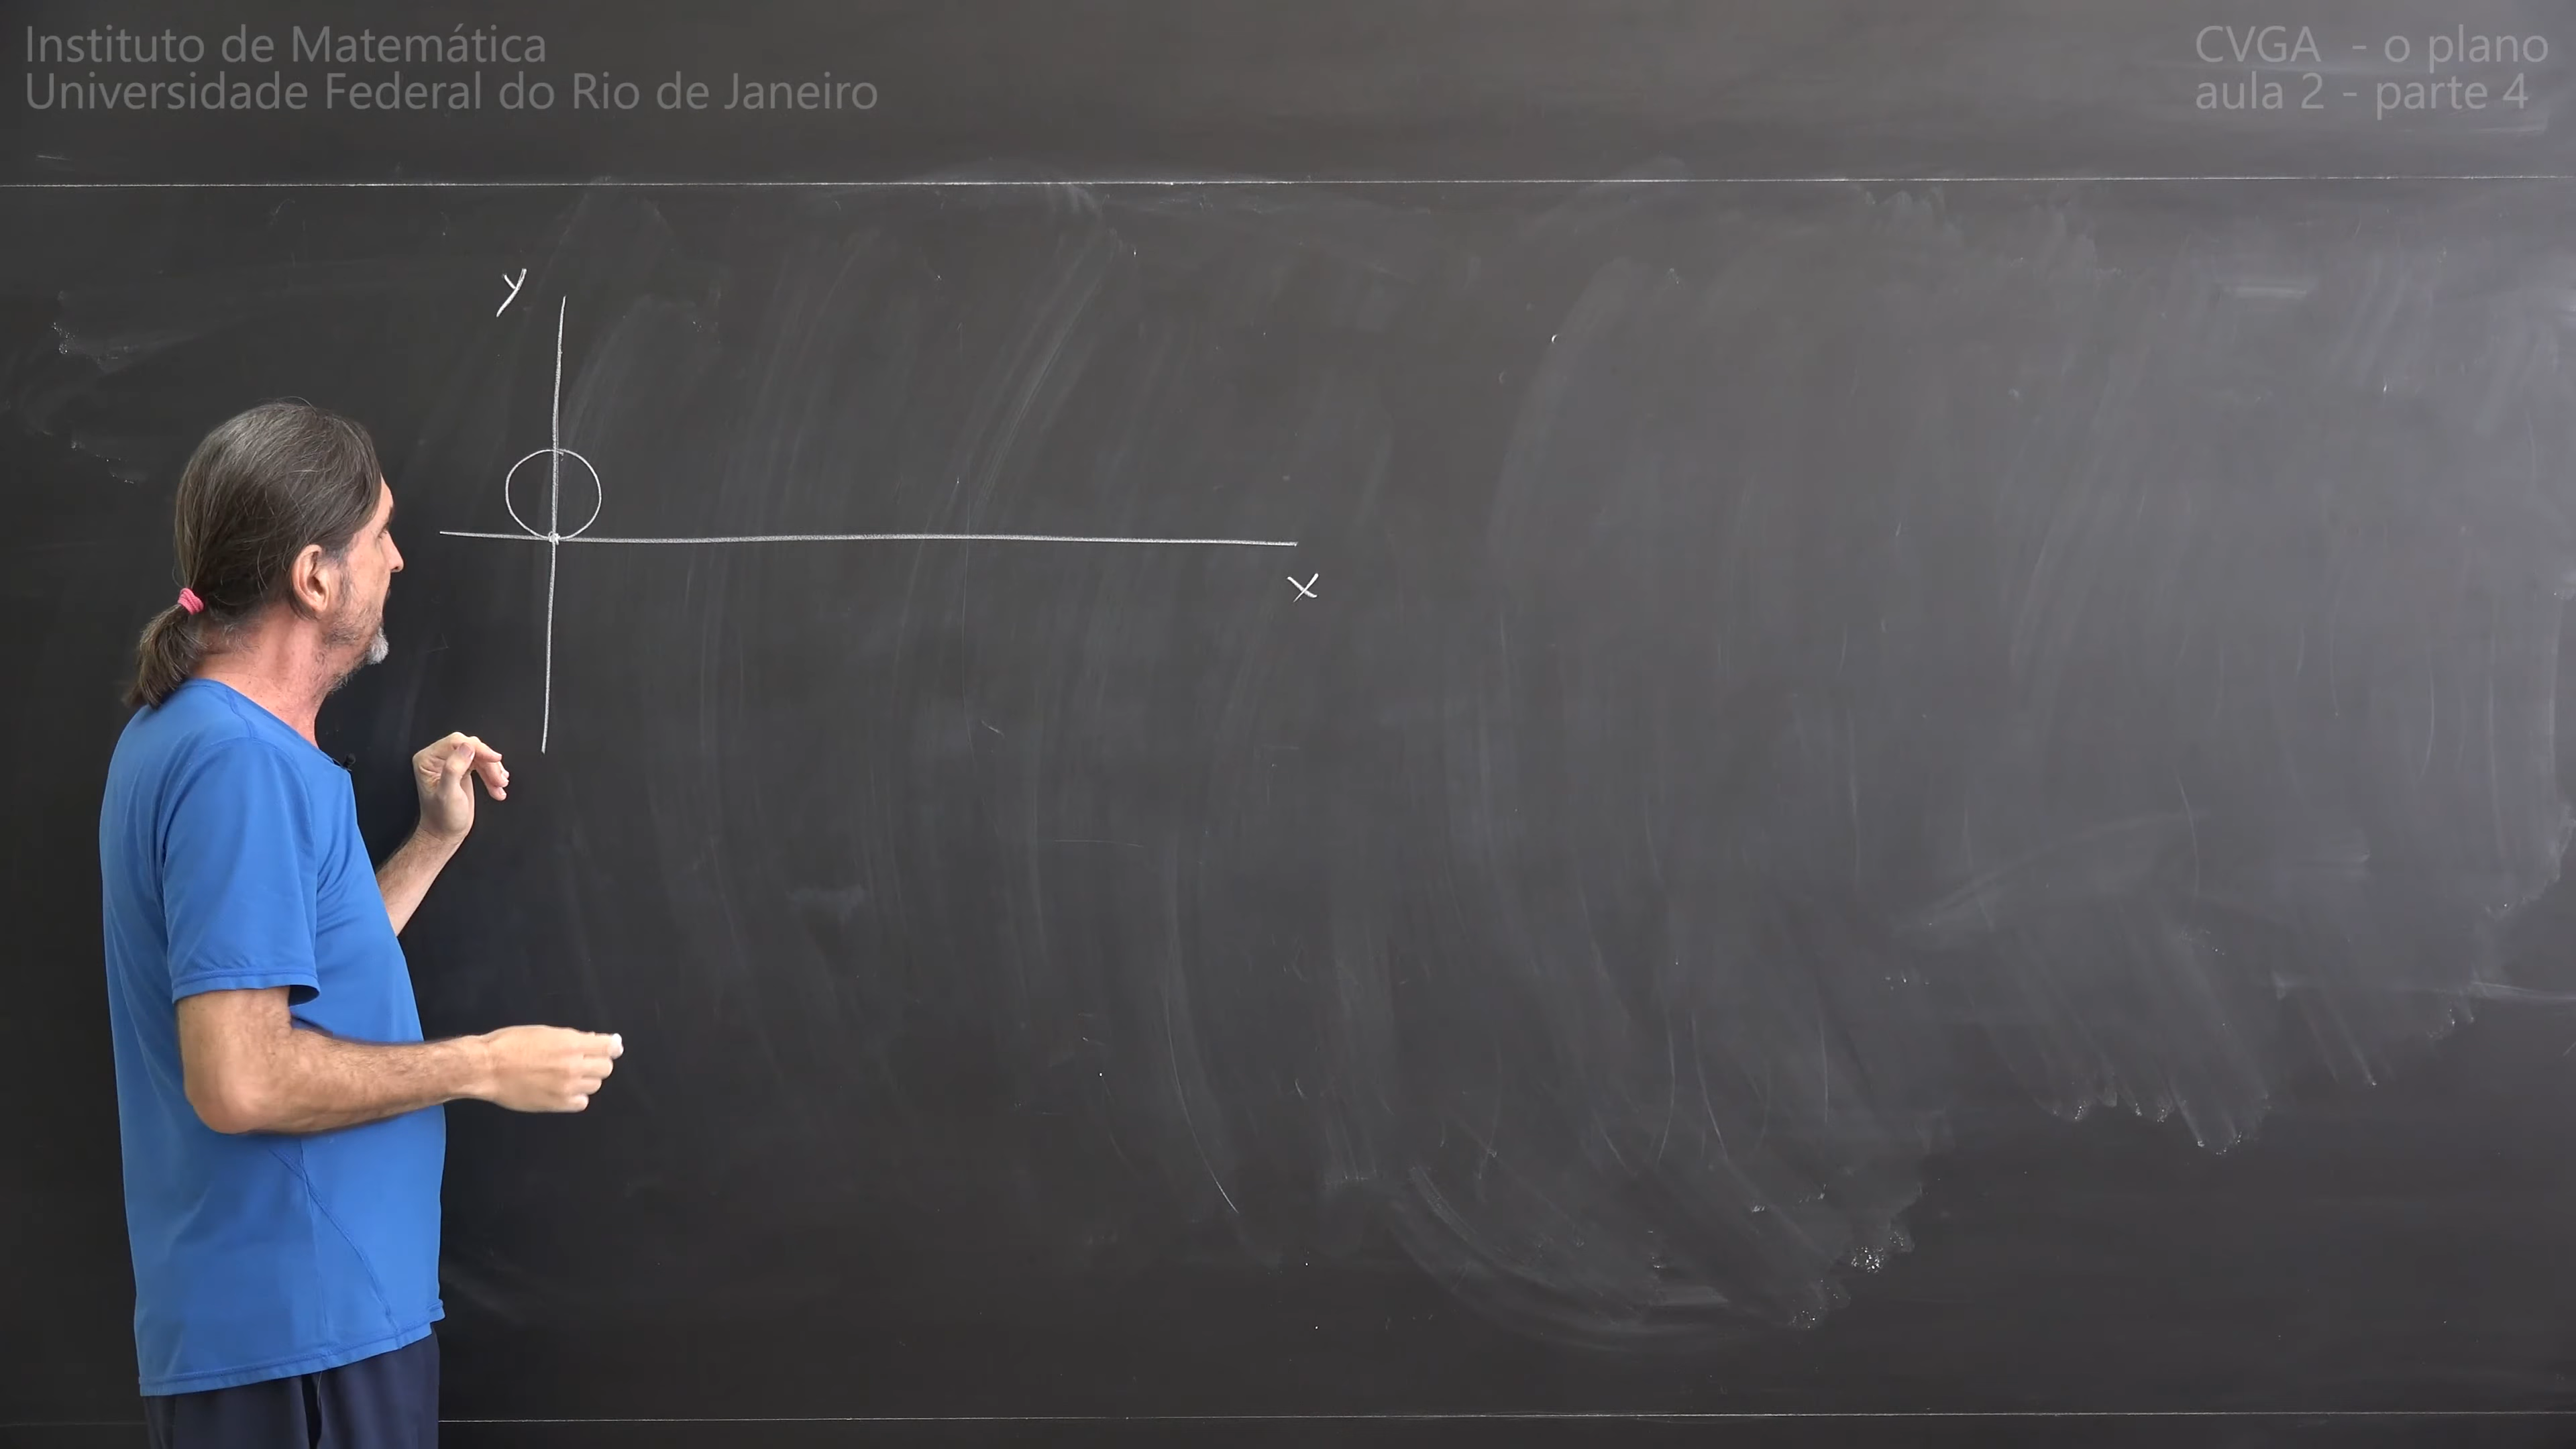 Instituto de Matemática
Universidade Federal do Rio de Janeiro
CVGA - o plano
aula 2 - parte 4
y
x